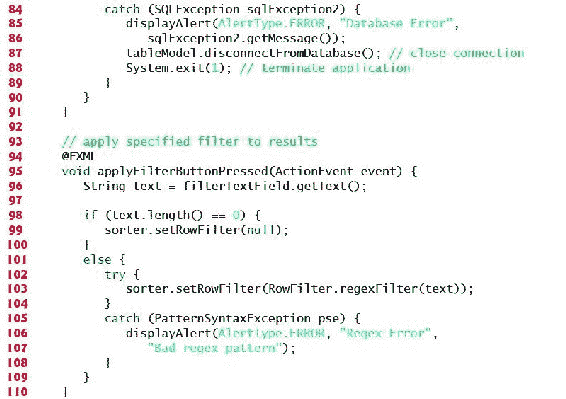 84 catch (SQLException sqlException2) {
85 displayAlert(AlertType.ERROR, "Database Error",
86 sqlException2.getMessage());
87 tableModel.disconnectFromDatabase(); // close connection
88 System.exit(1); // terminate application
89 }
90 }
91 }
92
93 // apply specified filter to results
94 @FXML
95 void applyFilterButtonPressed(ActionEvent event) {
96 String text = filterTextField.getText();
97
98 if (text.length() == 0) {
99 sorter.setRowFilter(null);
100 }
101 else {
102 try {
103 sorter.setRowFilter(RowFilter.regexFilter(text));
104 }
105 catch (PatternSyntaxException pse) {
106 displayAlert(AlertType.ERROR, "Regex Error",
107 "Bad regex pattern");
108 }
109 }
110 }